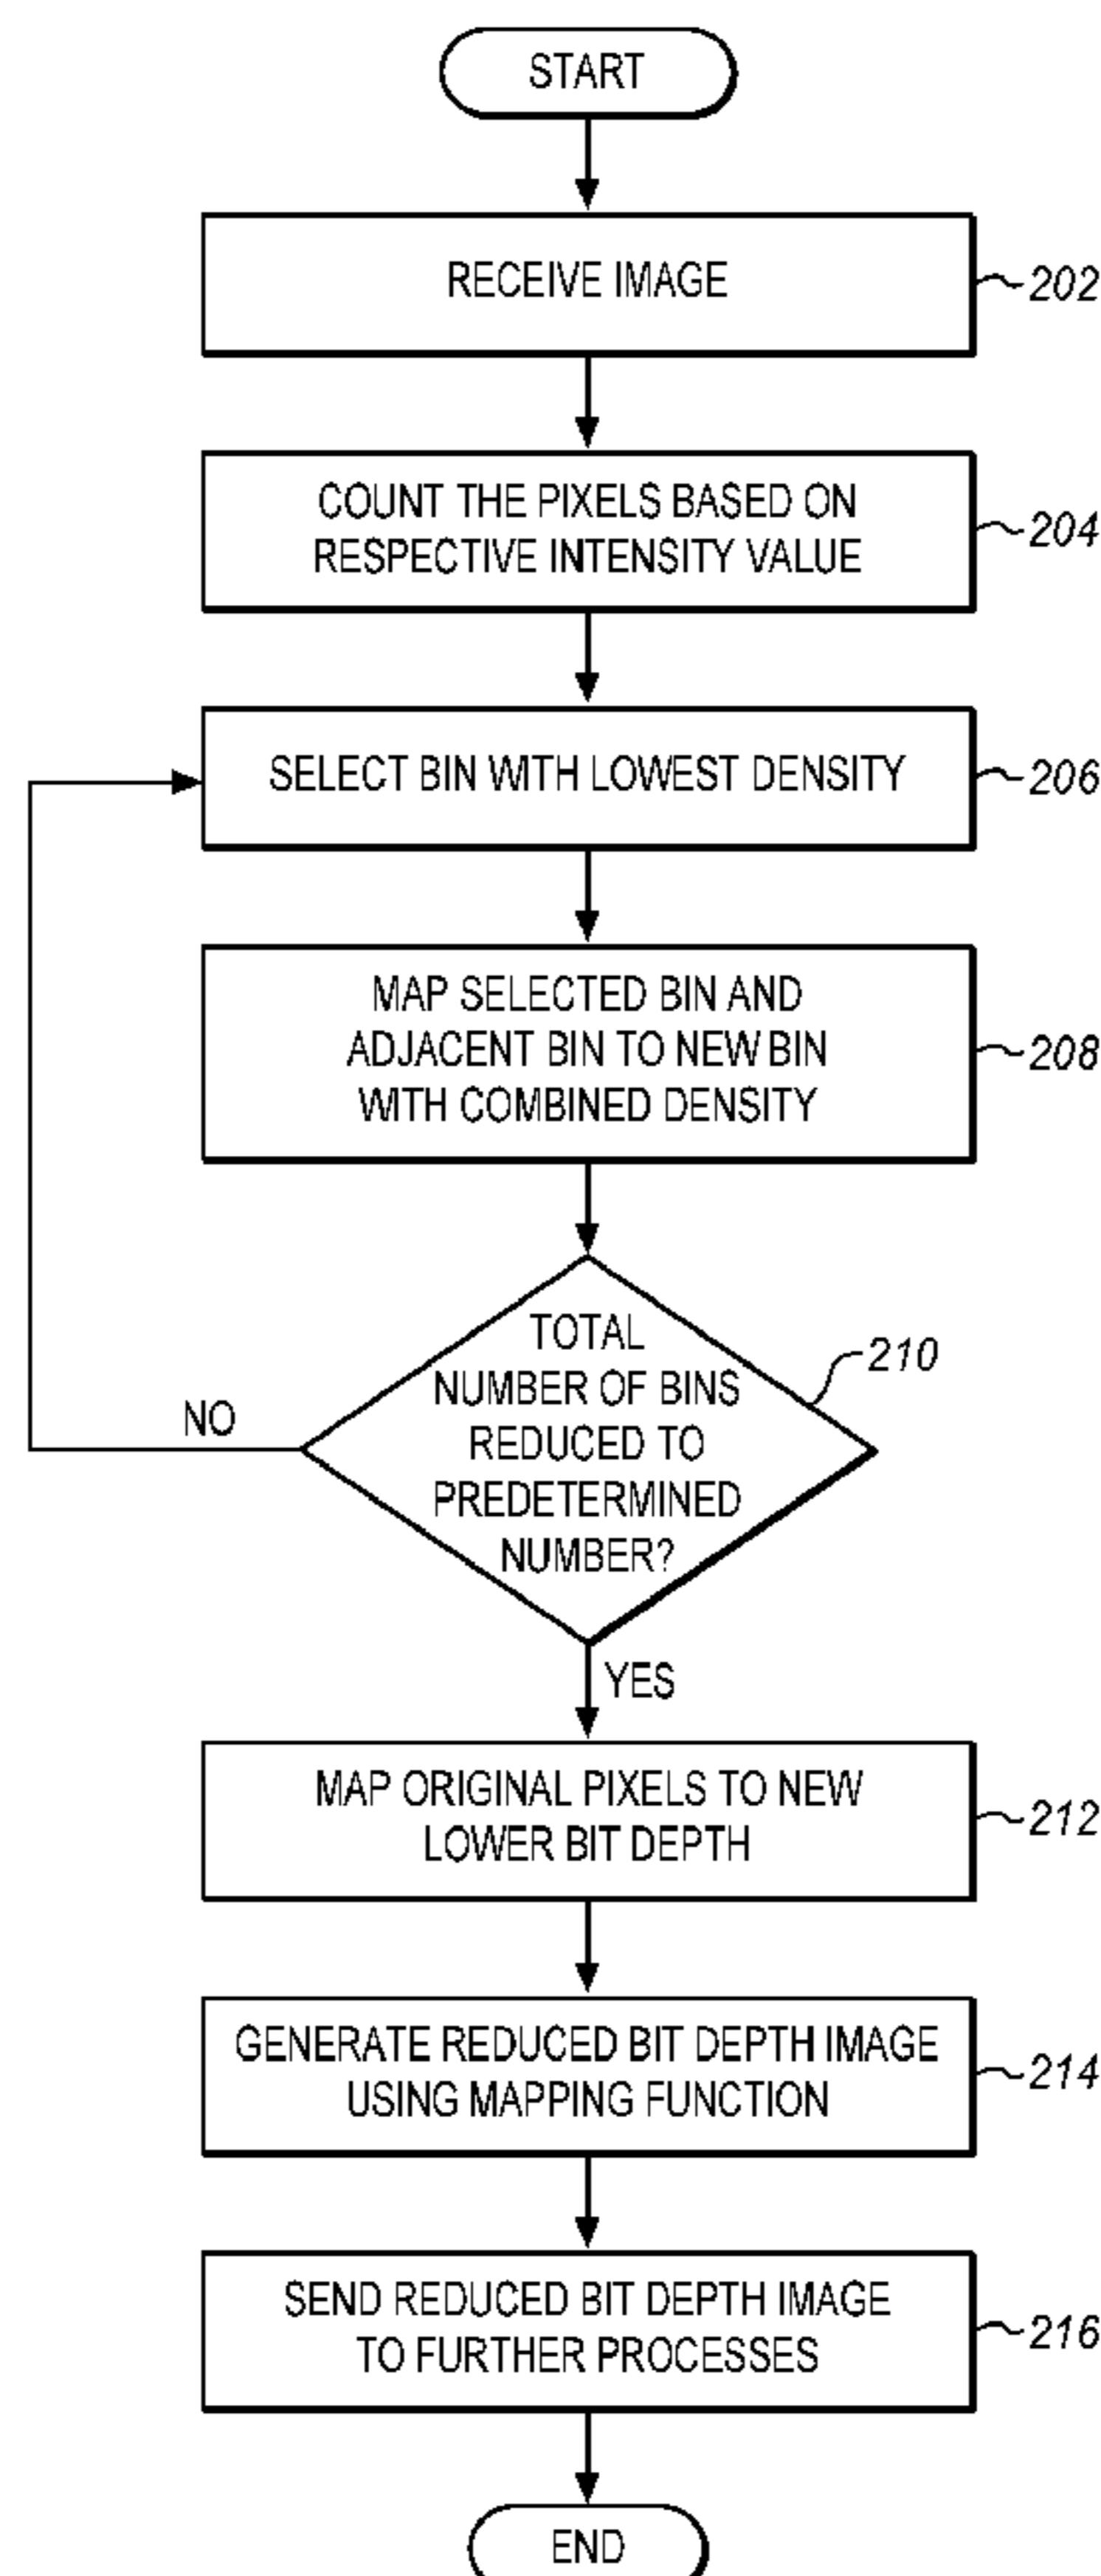 START
RECEIVE IMAGE
202
COUNT THE PIXELS BASED ON
RESPECTIVE INTENSITY VALUE
204
SELECT BIN WITH LOWEST DENSITY
206
MAP SELECTED BIN AND
ADJACENT BIN TO NEW BIN
WITH COMBINED DENSITY
208
TOTAL
NUMBER OF BINS
REDUCED TO
PREDETERMINED
NUMBER?
210
NO
YES
MAP ORIGINAL PIXELS TO NEW
LOWER BIT DEPTH
212
GENERATE REDUCED BIT DEPTH IMAGE
USING MAPPING FUNCTION
214
SEND REDUCED BIT DEPTH IMAGE
TO FURTHER PROCESSES
216
END